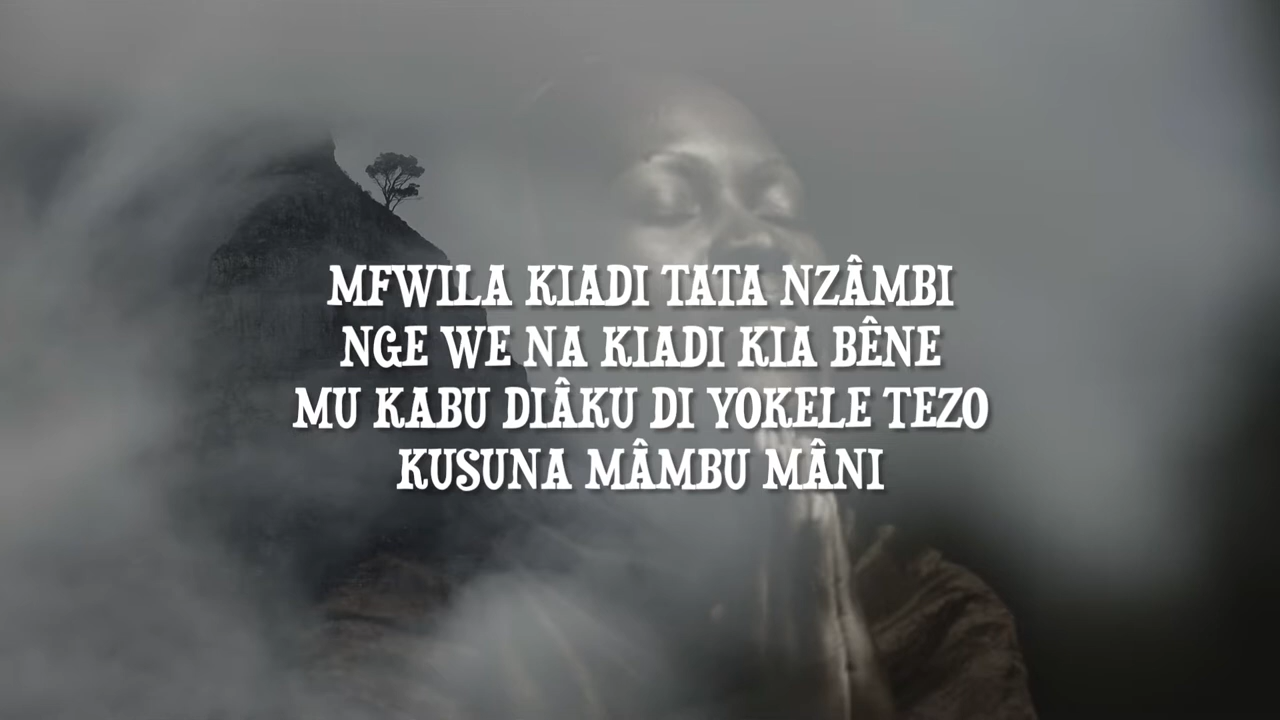 MFWILA KIADI TATA NZÂMBI
NGE WE NA KIADI KIA BÊNE
MU KABU DIÂKU DI YOKELE TEZO
KUSUNA MÂMBU MÂNI